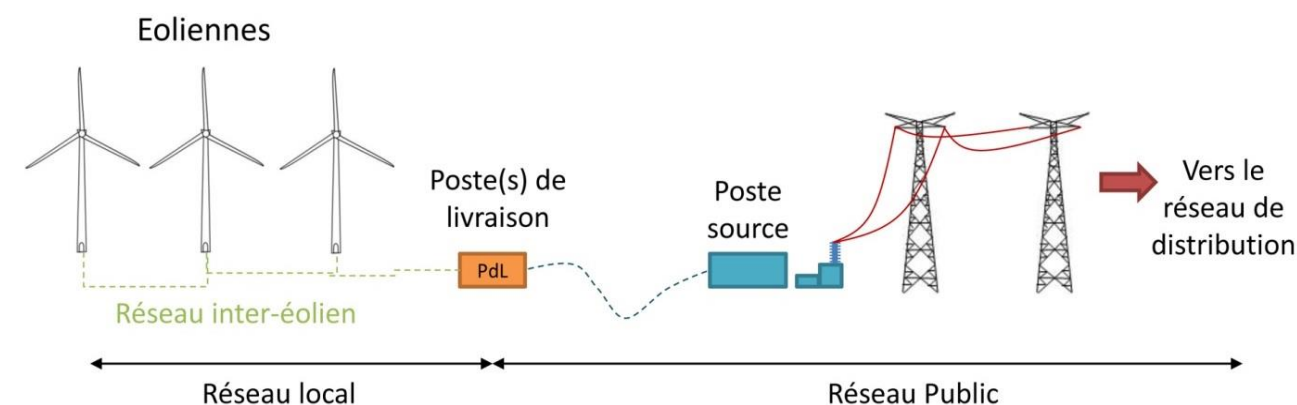 Eoliennes
Poste(s) de
livraison
Poste
source
Vers le
réseau de
distribution
PdL
Réseau inter-éolien
Réseau local
Réseau Public